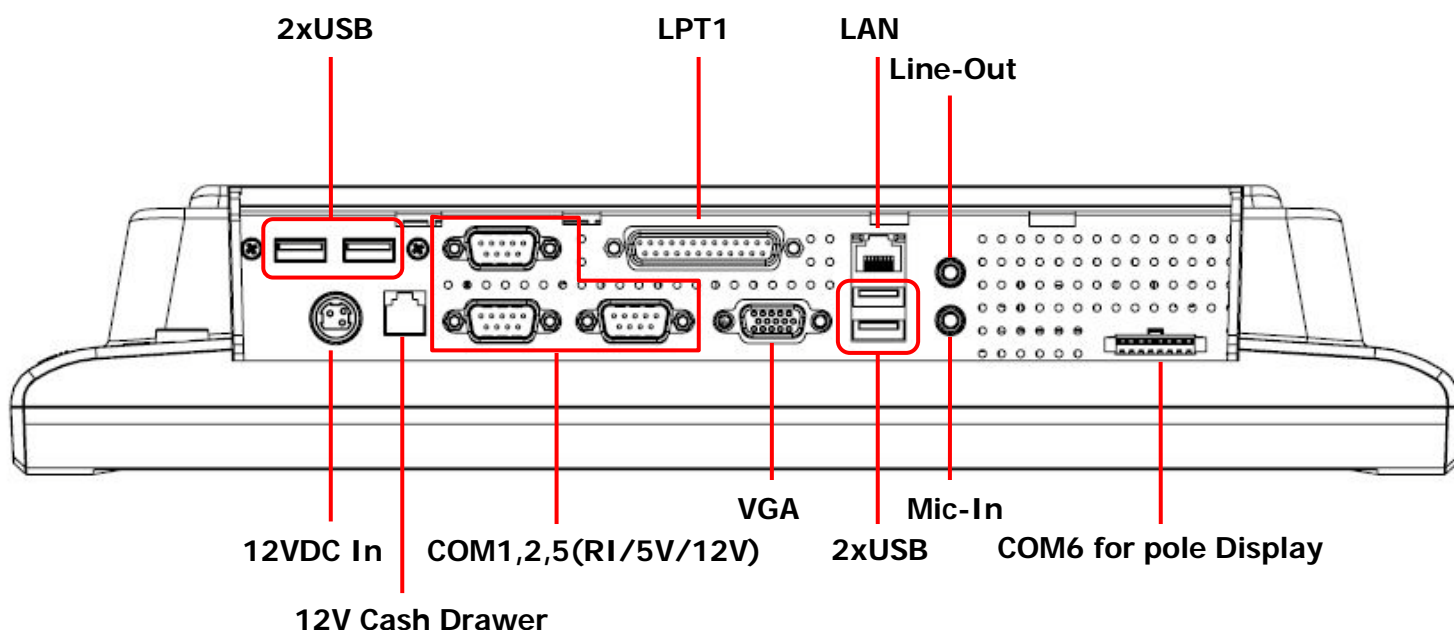 2xUSB
LPT1
LAN
Line-Out
VGA
Mic-In
12VDC In
COM1,2,5(RI/5V/12V)
2xUSB
COM6 for pole Display
12V Cash Drawer